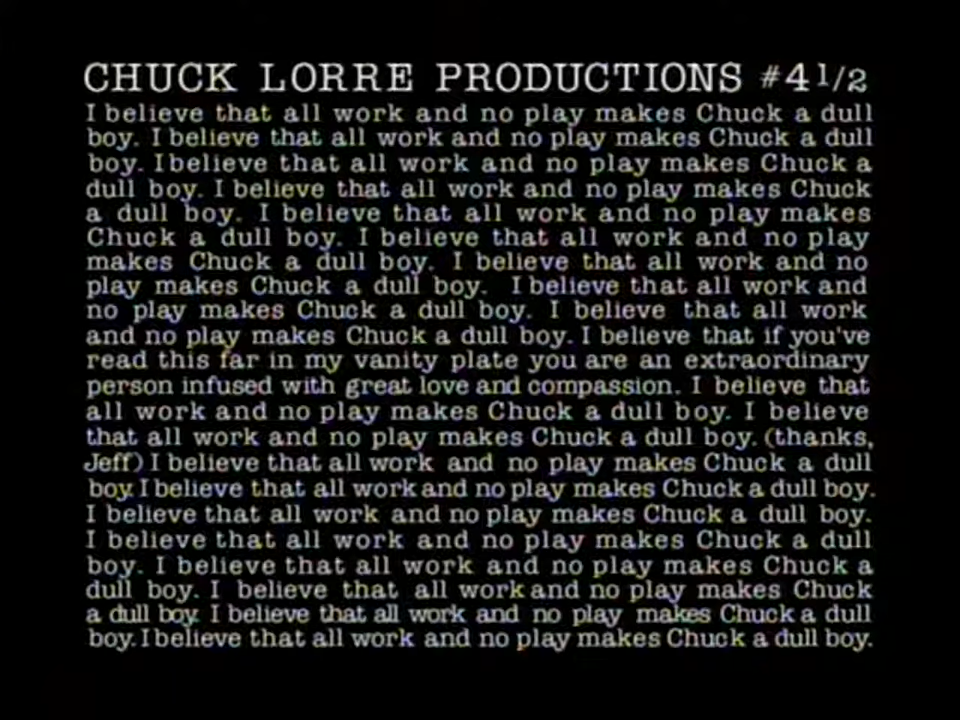 CHUCK LORRE PRODUCTIONS #4 1/2
I believe that all work and no play makes Chuck a dull
boy. I believe that all work and no play makes Chuck a dull
boy. I believe that all work and no play makes Chuck a
dull boy. I believe that all work and no play makes Chuck
a dull boy. I believe that all work and no play makes
Chuck a dull boy. I believe that all work and no play
makes Chuck a dull boy. I believe that all work and no
play makes Chuck a dull boy. I believe that all work and
no play makes Chuck a dull boy. I believe that all work
and no play makes Chuck a dull boy. I believe that if you've
read this far in my vanity plate you are an extraordinary
person infused with great love and compassion. I believe that
all work and no play makes Chuck a dull boy. I believe
that all work and no play makes Chuck a dull boy. (thanks,
Jeff) I believe that all work and no play makes Chuck a dull
boy. I believe that all work and no play makes Chuck a dull boy.
I believe that all work and no play makes Chuck a dull boy.
I believe that all work and no play makes Chuck a dull
boy. I believe that all work and no play makes Chuck a
dull boy. I believe that all work and no play makes Chuck
a dull boy. I believe that all work and no play makes Chuck a dull
boy. I believe that all work and no play makes Chuck a dull boy.